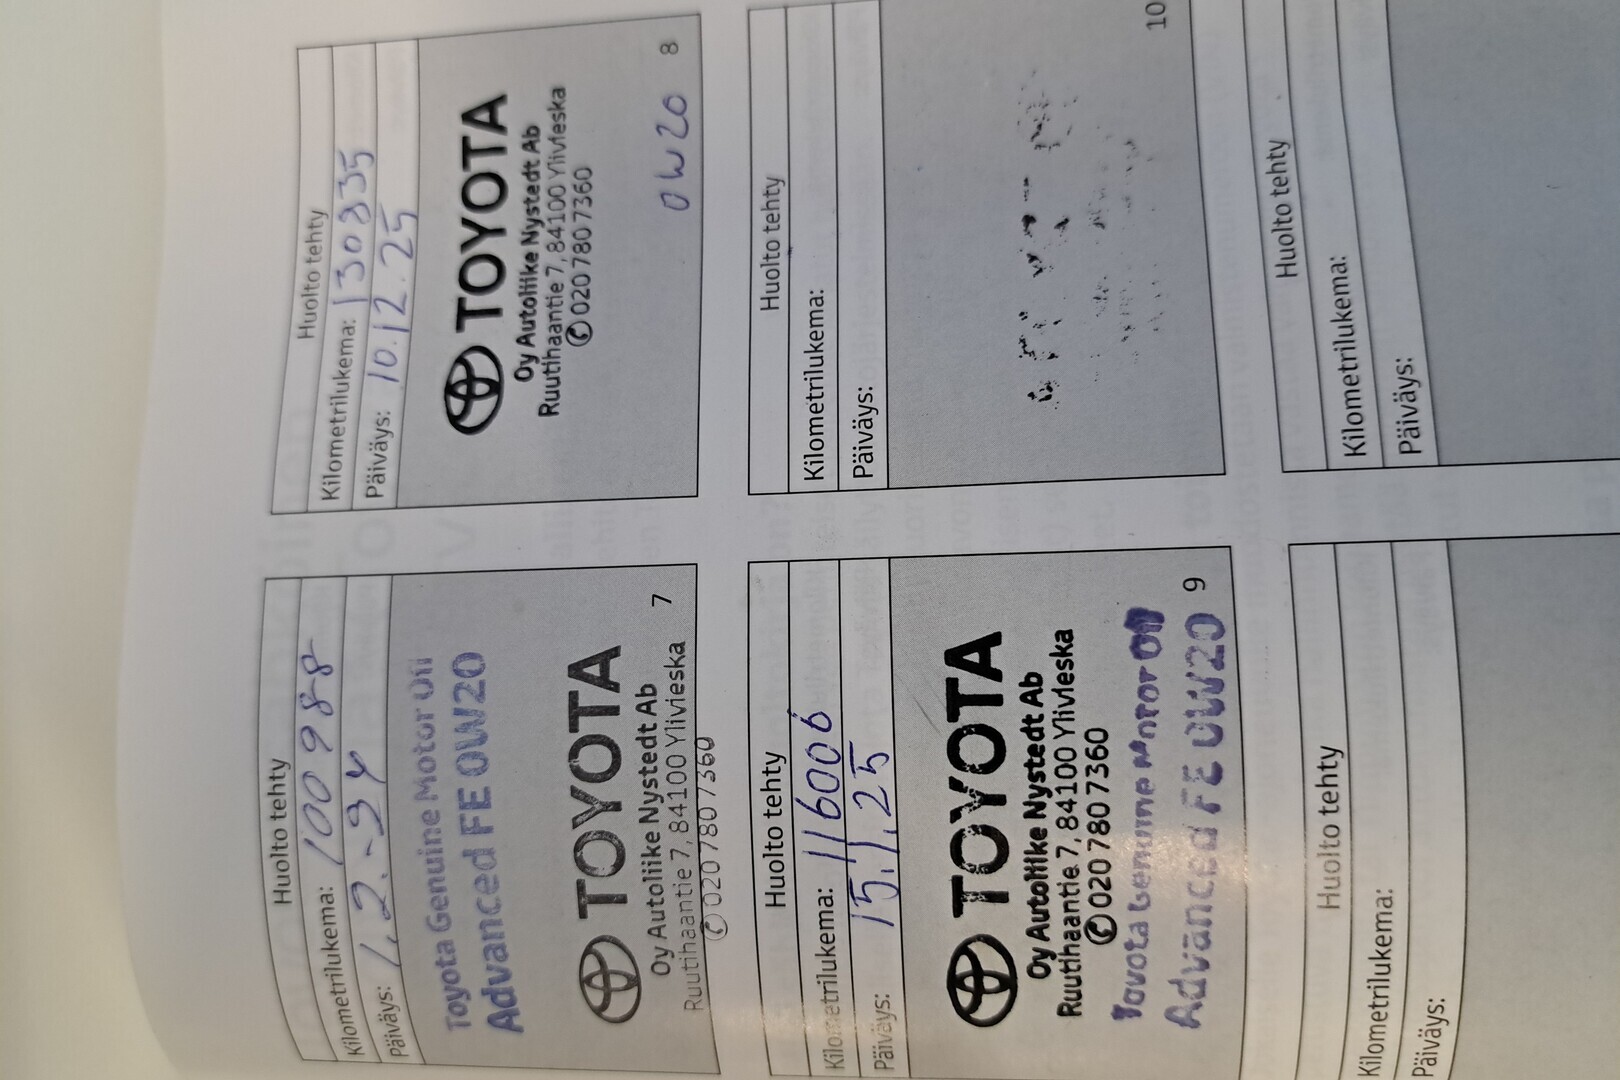 Huolto tehty
Kilometrilukema: 100988
Päiväys: 1.2.-24
Toyota Genuine Motor Oil
Advanced FE 0W20
TOYOTA
Oy Autoliike Nystedt Ab
Ruutihaantie 7, 84100 Ylivieska
✆ 020 780 7360
7
Huolto tehty
Kilometrilukema: 130835
Päiväys: 10.12.25
TOYOTA
Oy Autoliike Nystedt Ab
Ruutihaantie 7, 84100 Ylivieska
✆ 020 780 7360
0W20
8
Huolto tehty
Kilometrilukema: 116006
Päiväys: 15.1.25
TOYOTA
Oy Autoliike Nystedt Ab
Ruutihaantie 7, 84100 Ylivieska
✆ 020 780 7360
Toyota Genuine Motor Oil
Advanced FE 0W20
9
Huolto tehty
Kilometrilukema:
Päiväys:
10
Huolto tehty
Kilometrilukema:
Päiväys:
Huolto tehty
Kilometrilukema:
Päiväys: